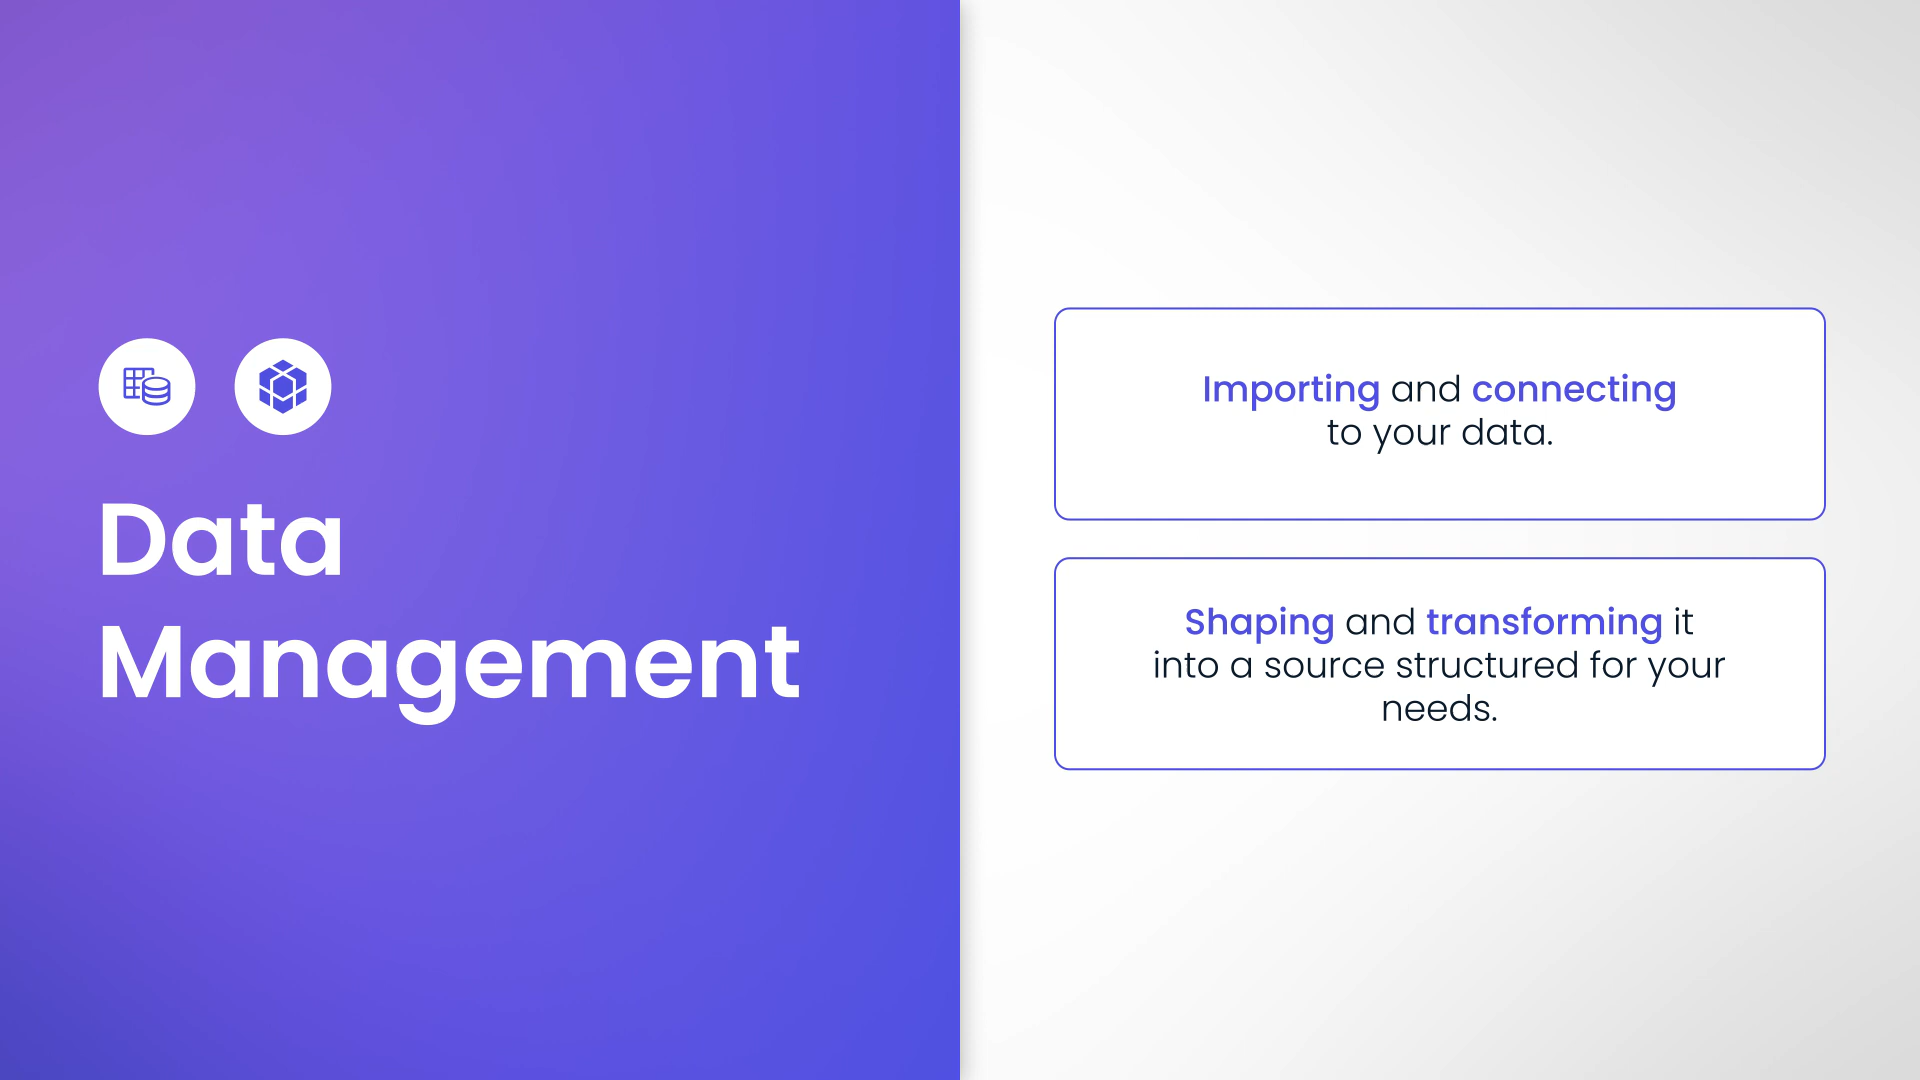 Data
Management
Importing and connecting
to your data.
Shaping and transforming it
into a source structured for your
needs.